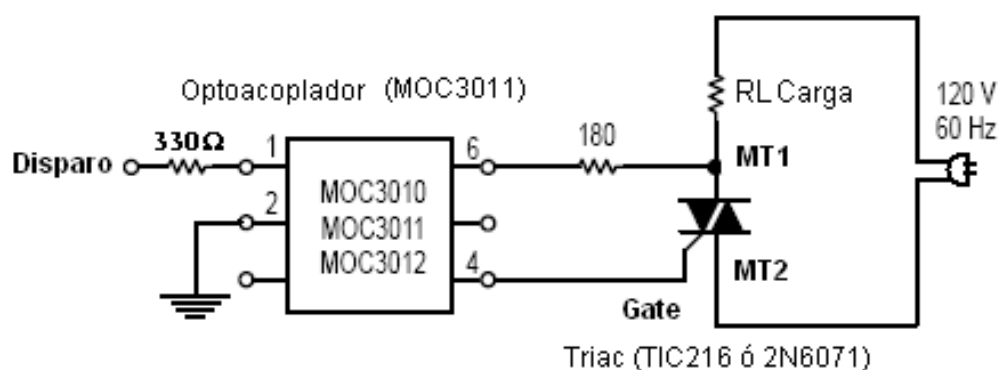 Optoacoplador (MOC3011)
Disparo
330Ω
1
2
MOC3010
MOC3011
MOC3012
6
4
180
RL Carga
MT1
MT2
Gate
120 V
60 Hz
Triac (TIC216 ó 2N6071)